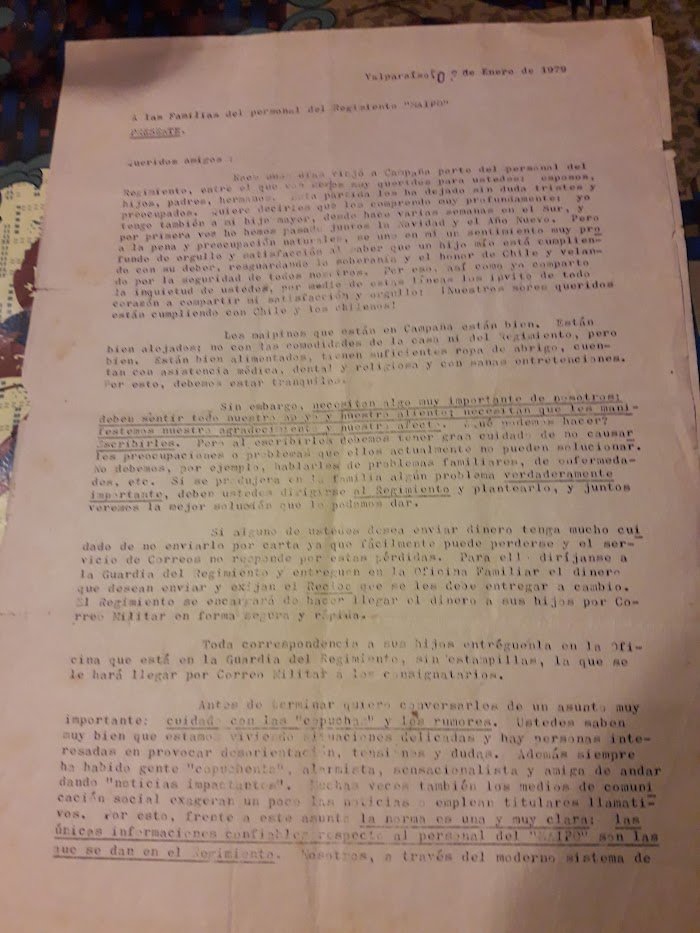 Valparaíso, de Enero de 1979
A las Familias del personal del Regimiento "MAIPO"
PRESENTE.
Queridos amigos :
Hace unos días viajó a Campaña parte del personal del
Regimiento, entre el que van seres muy queridos para ustedes: esposos,
hijos, padres, hermanos. Esta partida los ha dejado sin duda tristes y
preocupados. Quiero decirles que los comprendo muy profundamente; yo
tengo también a mi hijo mayor, desde hace varias semanas en el Sur, y
por primera vez no hemos pasado juntos la Navidad y el Año Nuevo. Pero
a la pena y preocupación naturales, se une en mi un sentimiento muy pro
fundo de orgullo y satisfacción al saber que un hijo mío está cumplien-
do con su deber, resguardando la soberanía y el honor de Chile y velan-
do por la seguridad de todos nosotros. Por eso, así como yo comparto
la inquietud de ustedes, por medio de estas líneas los invito de todo
corazón a compartir mi satisfacción y orgullo: ¡Nuestros seres queridos
están cumpliendo con Chile y los chilenos!
Los maipinos que están en Campaña están bien. Están
bien alojados; no con las comodidades de la casa ni del Regimiento, pero
bien. Están bien alimentados, tienen suficientes ropa de abrigo, cuen-
tan con asistencia médica, dental y religiosa y con sanas entretenciones.
Por esto, debemos estar tranquilos.
Sin embargo, necesitan algo muy importante de nosotros:
deben sentir todo nuestro apoyo y nuestro aliento; necesitan que les mani-
festemos nuestro agradecimiento y nuestro afecto. ¿Qué podemos hacer?
Escribirles. Pero al escribirles debemos tener gran cuidado de no causar
les preocupaciones o problemas que ellos actualmente no pueden solucionar.
No debemos, por ejemplo, hablarles de problemas familiares, de enfermeda-
des, etc. Si se produjera en la familia algún problema verdaderamente
importante, deben ustedes dirigirse al Regimiento y plantearlo, y juntos
veremos la mejor solución que le podamos dar.
Si alguno de ustedes desea enviar dinero tenga mucho cui
dado de no enviarlo por carta ya que fácilmente puede perderse y el ser-
vicio de Correos no responde por estas pérdidas. Para ello diríjanse a
la Guardia del Regimiento y entreguen en la Oficina Familiar el dinero
que desean enviar y exijan el Recibo que se les debe entregar a cambio.
El Regimiento se encargará de hacer llegar el dinero a sus hijos por Co-
rreo Militar en forma segura y rápida.
Toda correspondencia a sus hijos entréguenla en la Ofi-
cina que está en la Guardia del Regimiento, sin estampillas, la que se
le hará llegar por Correo Militar a los consignatarios.
Antes de terminar quiero conversarles de un asunto muy
importante: cuidado con las "copuchas" y los rumores. Ustedes saben
muy bien que estamos viviendo situaciones delicadas y hay personas inte-
resadas en provocar desorientación, tensiones y dudas. Además siempre
ha habido gente "copuchenta", alarmista, sensacionalista y amiga de andar
dando "noticias impactantes". Muchas veces también los medios de comuni
cación social exageran un poco las noticias o emplean titulares llamati-
vos. Por esto, frente a este asunto la norma es una y muy clara: las
únicas informaciones confiables respecto al personal del "MAIPO" son las
que se dan en el Regimiento. Nosotros, a través del moderno sistema de